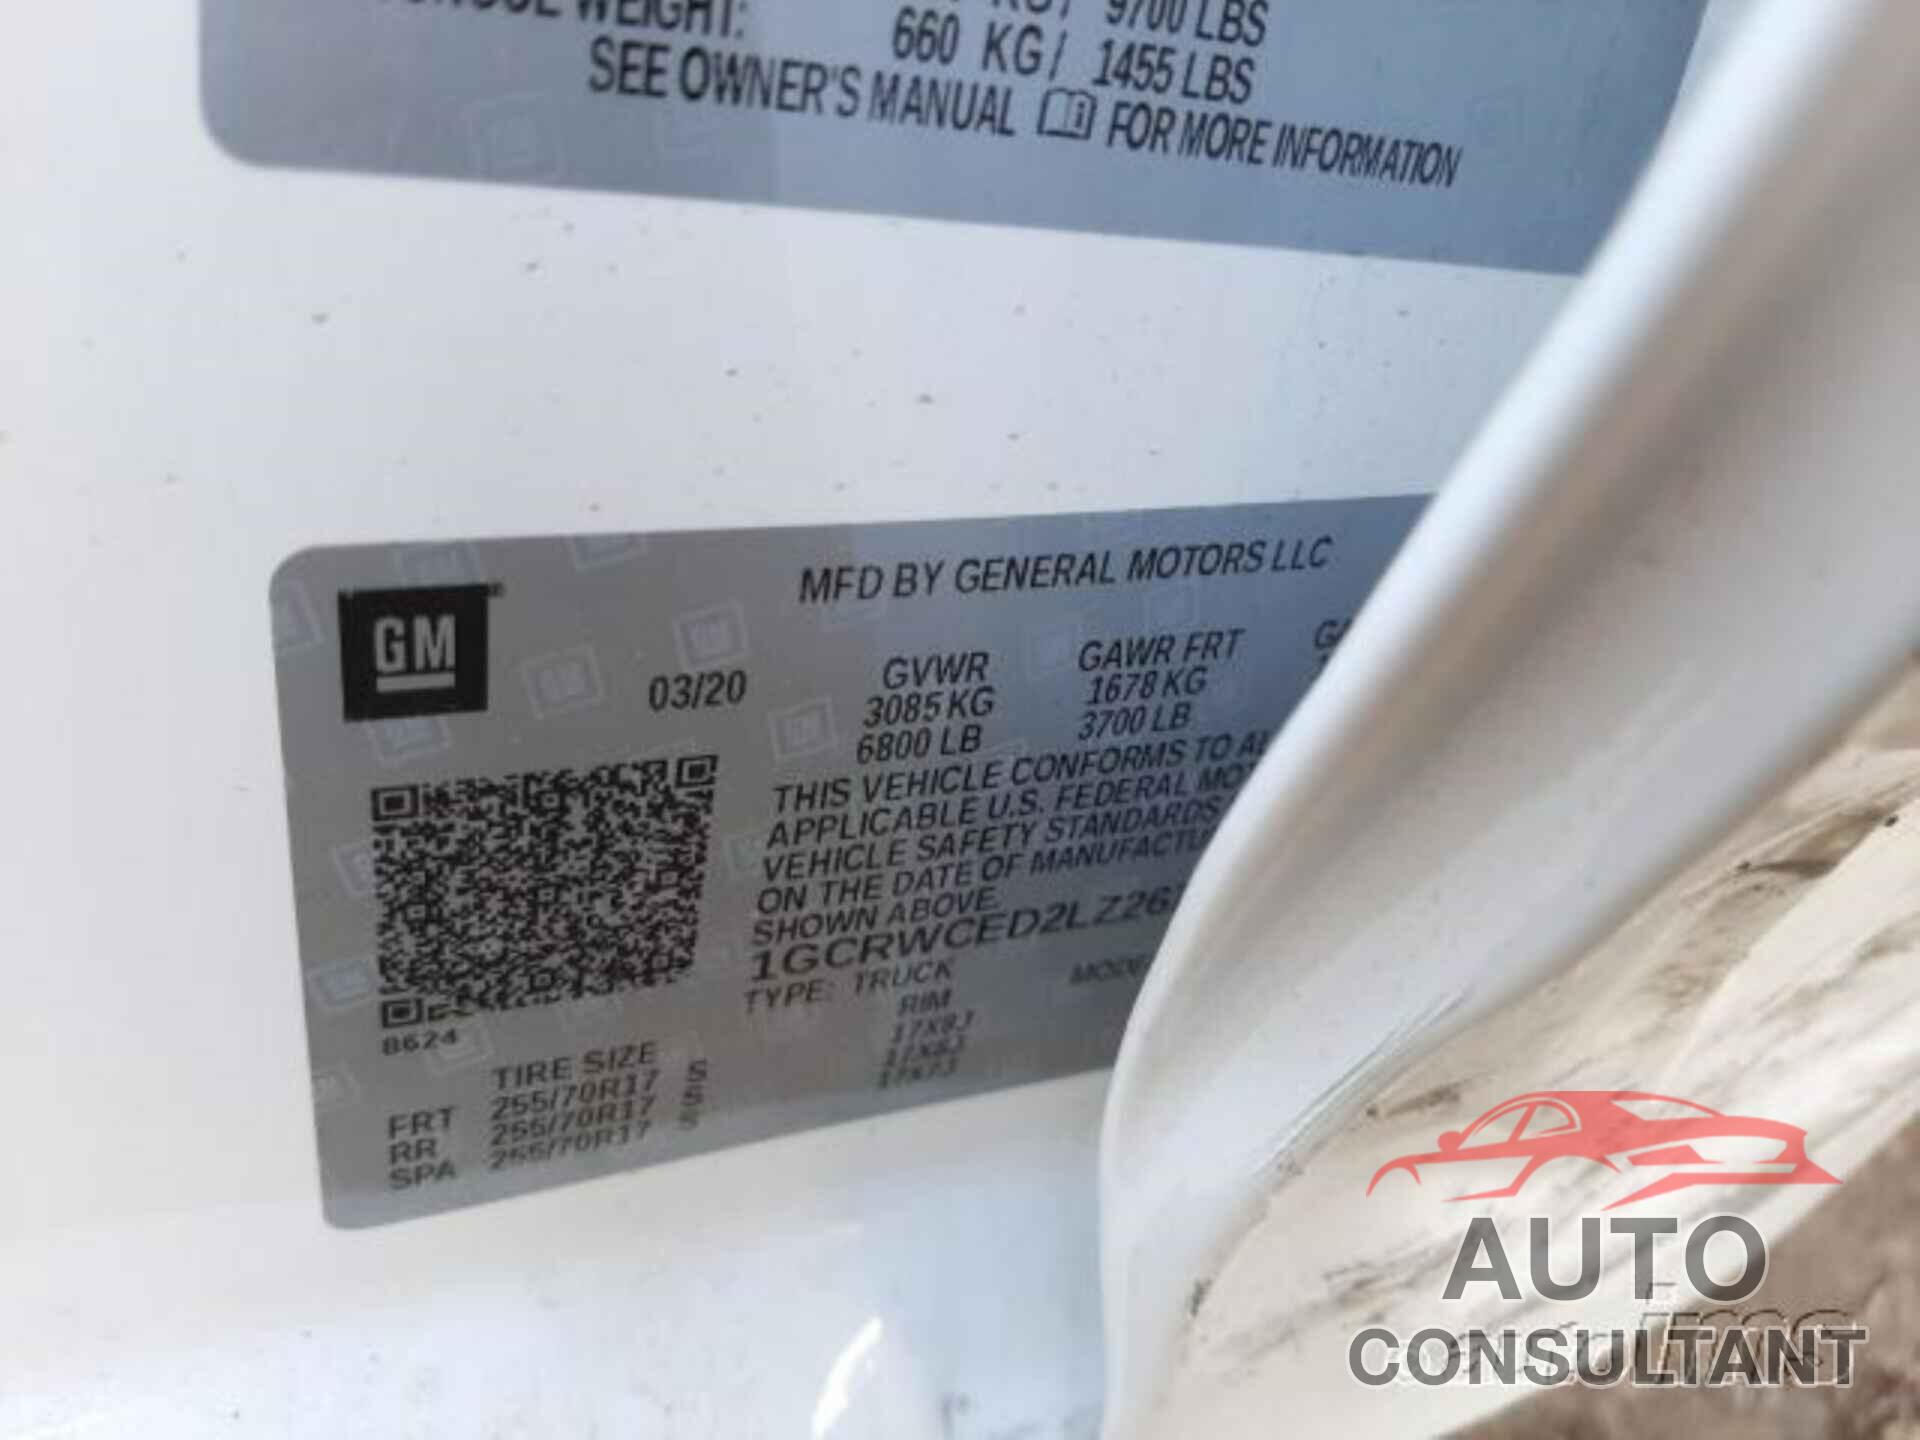 WEIGHT:
9700 LBS
660 KG/ 1455 LBS
SEE OWNER'S MANUAL FOR MORE INFORMATION
MFD BY GENERAL MOTORS LLC
GM
03/20
GVWR
GAWR FRT
3085 KG
1678 KG
6800 LB
3700 LB
THIS VEHICLE CONFORMS TO
APPLICABLE U.S. FEDERAL
VEHICLE SAFETY STANDARDS
ON THE DATE OF
SHOWN ABOVE.
1GCRWCED2LZ26
TYPE: TRUCK
8624
TIRE SIZE
RIM
FRT 255/70R17 S 17X8J
RR 255/70R17 S 17X8J
SPA 255/70R17 S 17X7J
AUTO
CONSULTANT